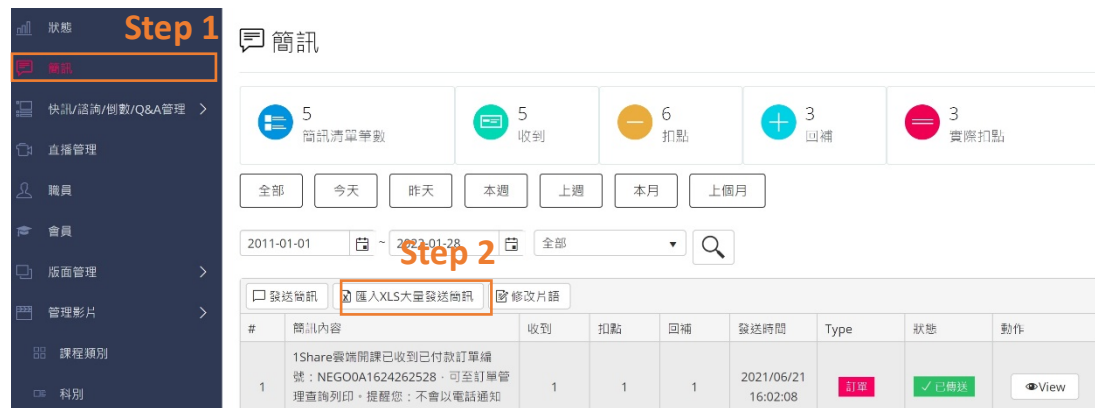 狀態
Step 1
簡訊
快訊/諮詢/倒數/Q&A管理
直播管理
職員
會員
版面管理
管理影片
課程類別
科別
簡訊
5
簡訊清單筆數
5
收到
6
扣點
3
回補
3
實際扣點
全部 今天 昨天 本週 上週 本月 上個月
2011-01-01 ~ 2022-01-28 全部
Step 2
發送簡訊 匯入XLS大量發送簡訊 修改片語
# 簡訊內容 收到 扣點 回補 發送時間 Type 狀態 動作
1Share雲端開課已收到已付款訂單編
號：NEGO0A1624262528，可至訂單管
理查詢列印。提醒您：不會以電話通知
1 1 1 1 2021/06/21 訂單 已傳送 View
16:02:08